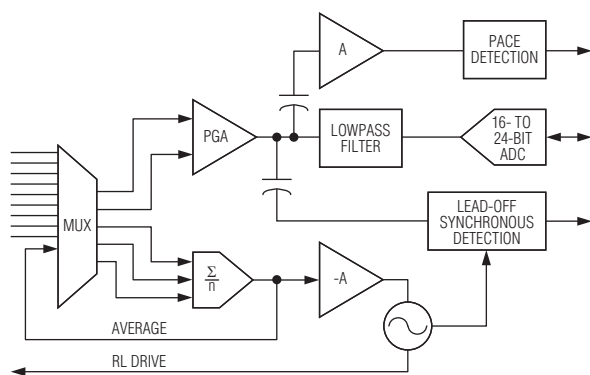 A
PACE
DETECTION
PGA
LOWPASS
FILTER
16- TO
24-BIT
ADC
MUX
LEAD-OFF
SYNCHRONOUS
DETECTION
Σ
n
-A
AVERAGE
RL DRIVE